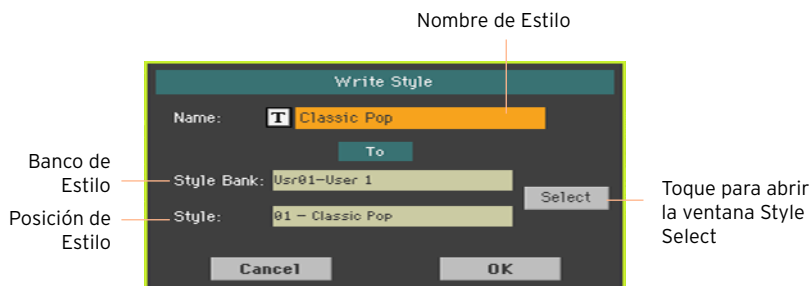 Nombre de Estilo
Write Style
Name: T Classic Pop
To
Banco de
Estilo
Style Bank: Usr01-User 1
Select
Posición de
Estilo
Style: 01 - Classic Pop
Toque para abrir
la ventana Style
Select
Cancel OK